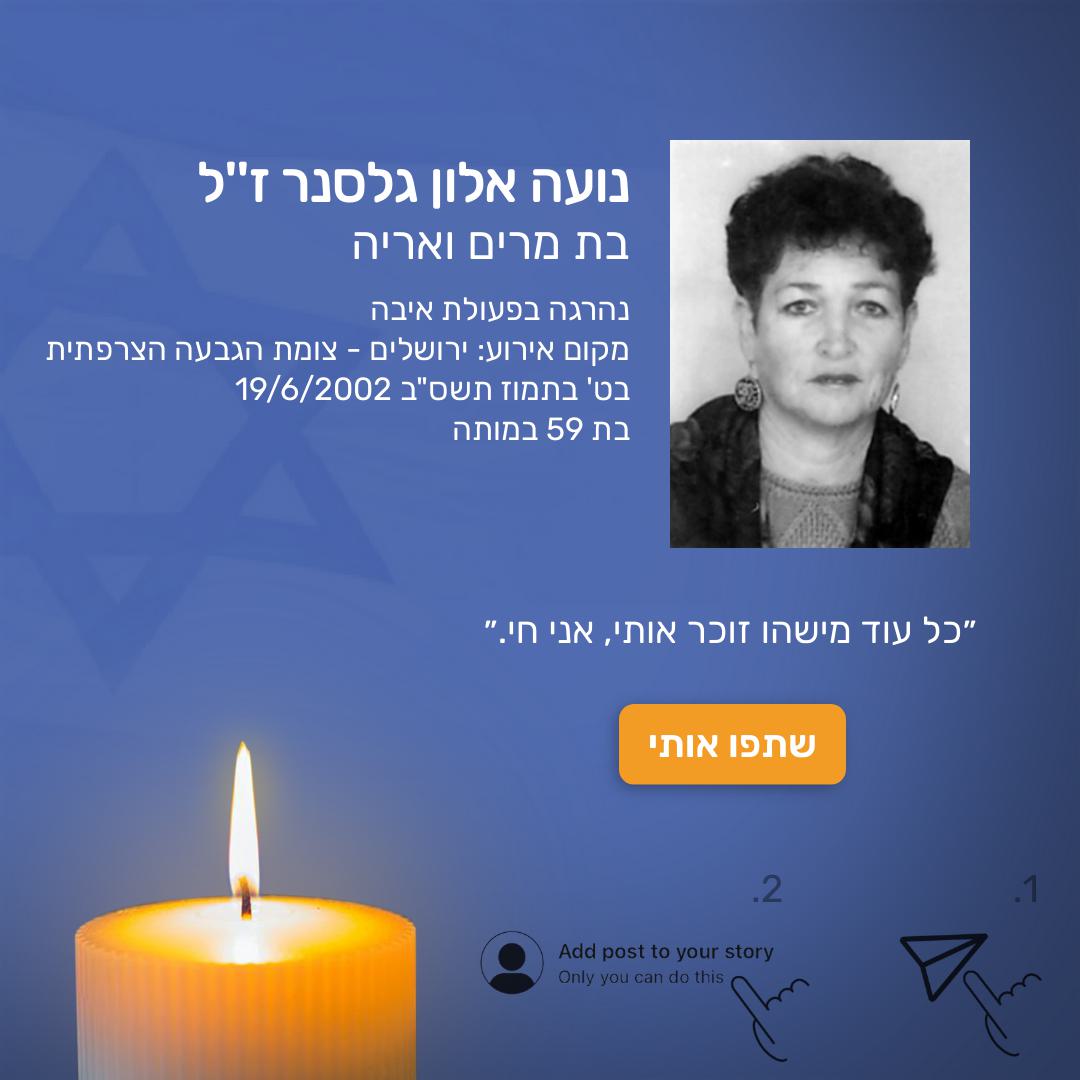 נועה אלון גלסנר ז"ל
בת מרים ואריה
נהרגה בפעולת איבה
מקום אירוע: ירושלים - צומת הגבעה הצרפתית
בט' בתמוז תשס"ב 19/6/2002
בת 59 במותה
״כל עוד מישהו זוכר אותי, אני חי.״
שתפו אותי
.1
.2
Add post to your story
Only you can do this